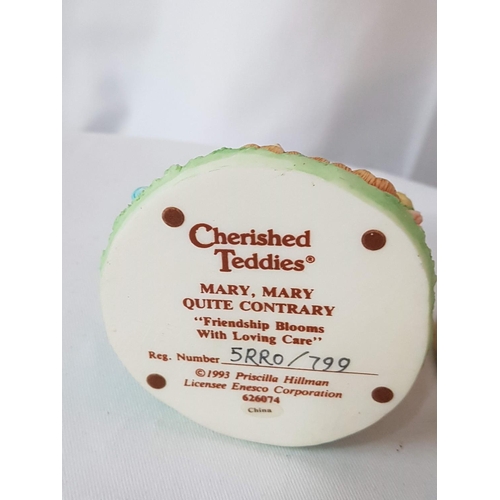 Cherished
Teddies®
MARY, MARY
QUITE CONTRARY
"Friendship Blooms
With Loving Care"
Reg. Number 5RR0/799
©1993 Priscilla Hillman
Licensee Enesco Corporation
626074
China